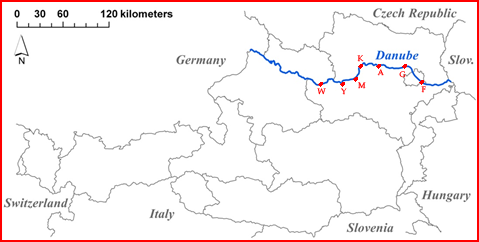 0 30 60 120 kilometers
Czech Republic
N
Germany
Danube
Slov.
K
A
G
W
Y
M
F
Switzerland
Italy
Hungary
Slovenia